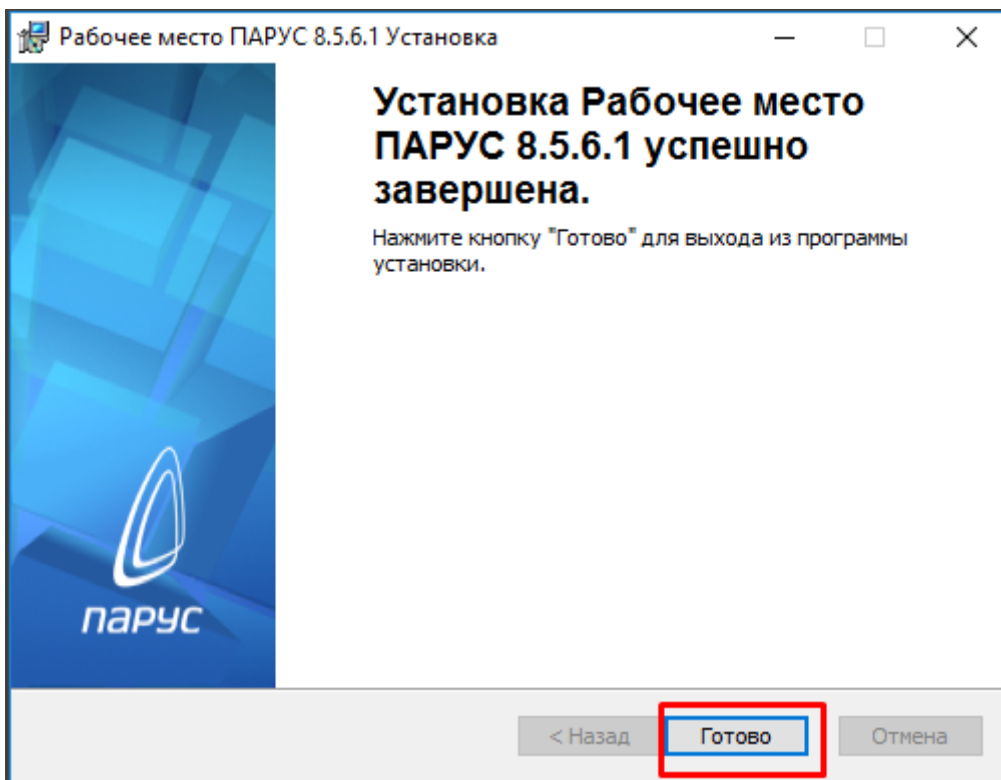 Рабочее место ПАРУС 8.5.6.1 Установка
Установка Рабочее место
ПАРУС 8.5.6.1 успешно
завершена.
Нажмите кнопку "Готово" для выхода из программы
установки.
парус
< Назад
Готово
Отмена